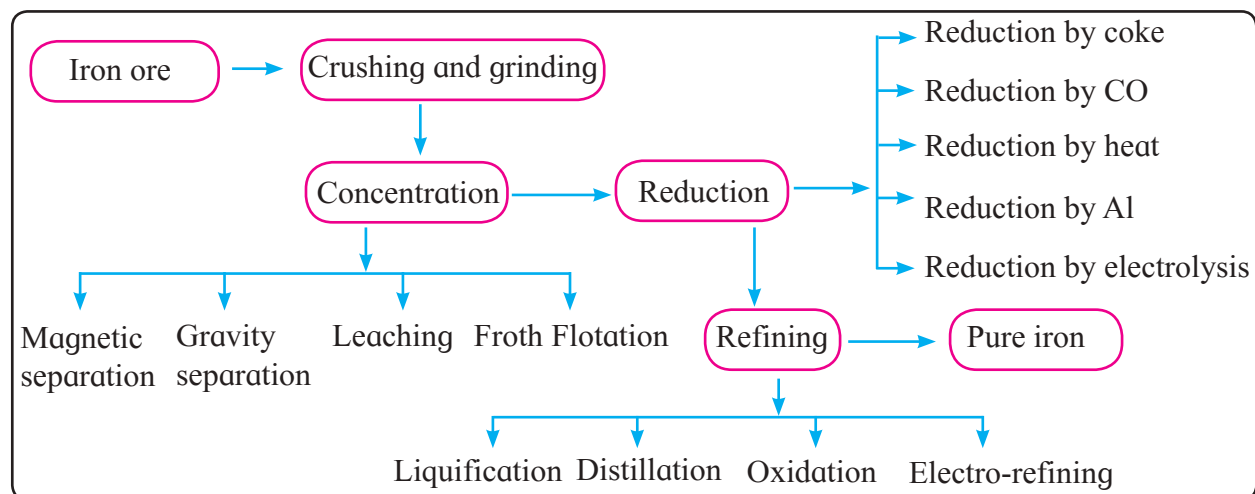 Iron ore
Crushing and grinding
Concentration
Reduction
Reduction by coke
Reduction by CO
Reduction by heat
Reduction by Al
Reduction by electrolysis
Magnetic
separation
Gravity
separation
Leaching
Froth Flotation
Refining
Pure iron
Liquification
Distillation
Oxidation
Electro-refining